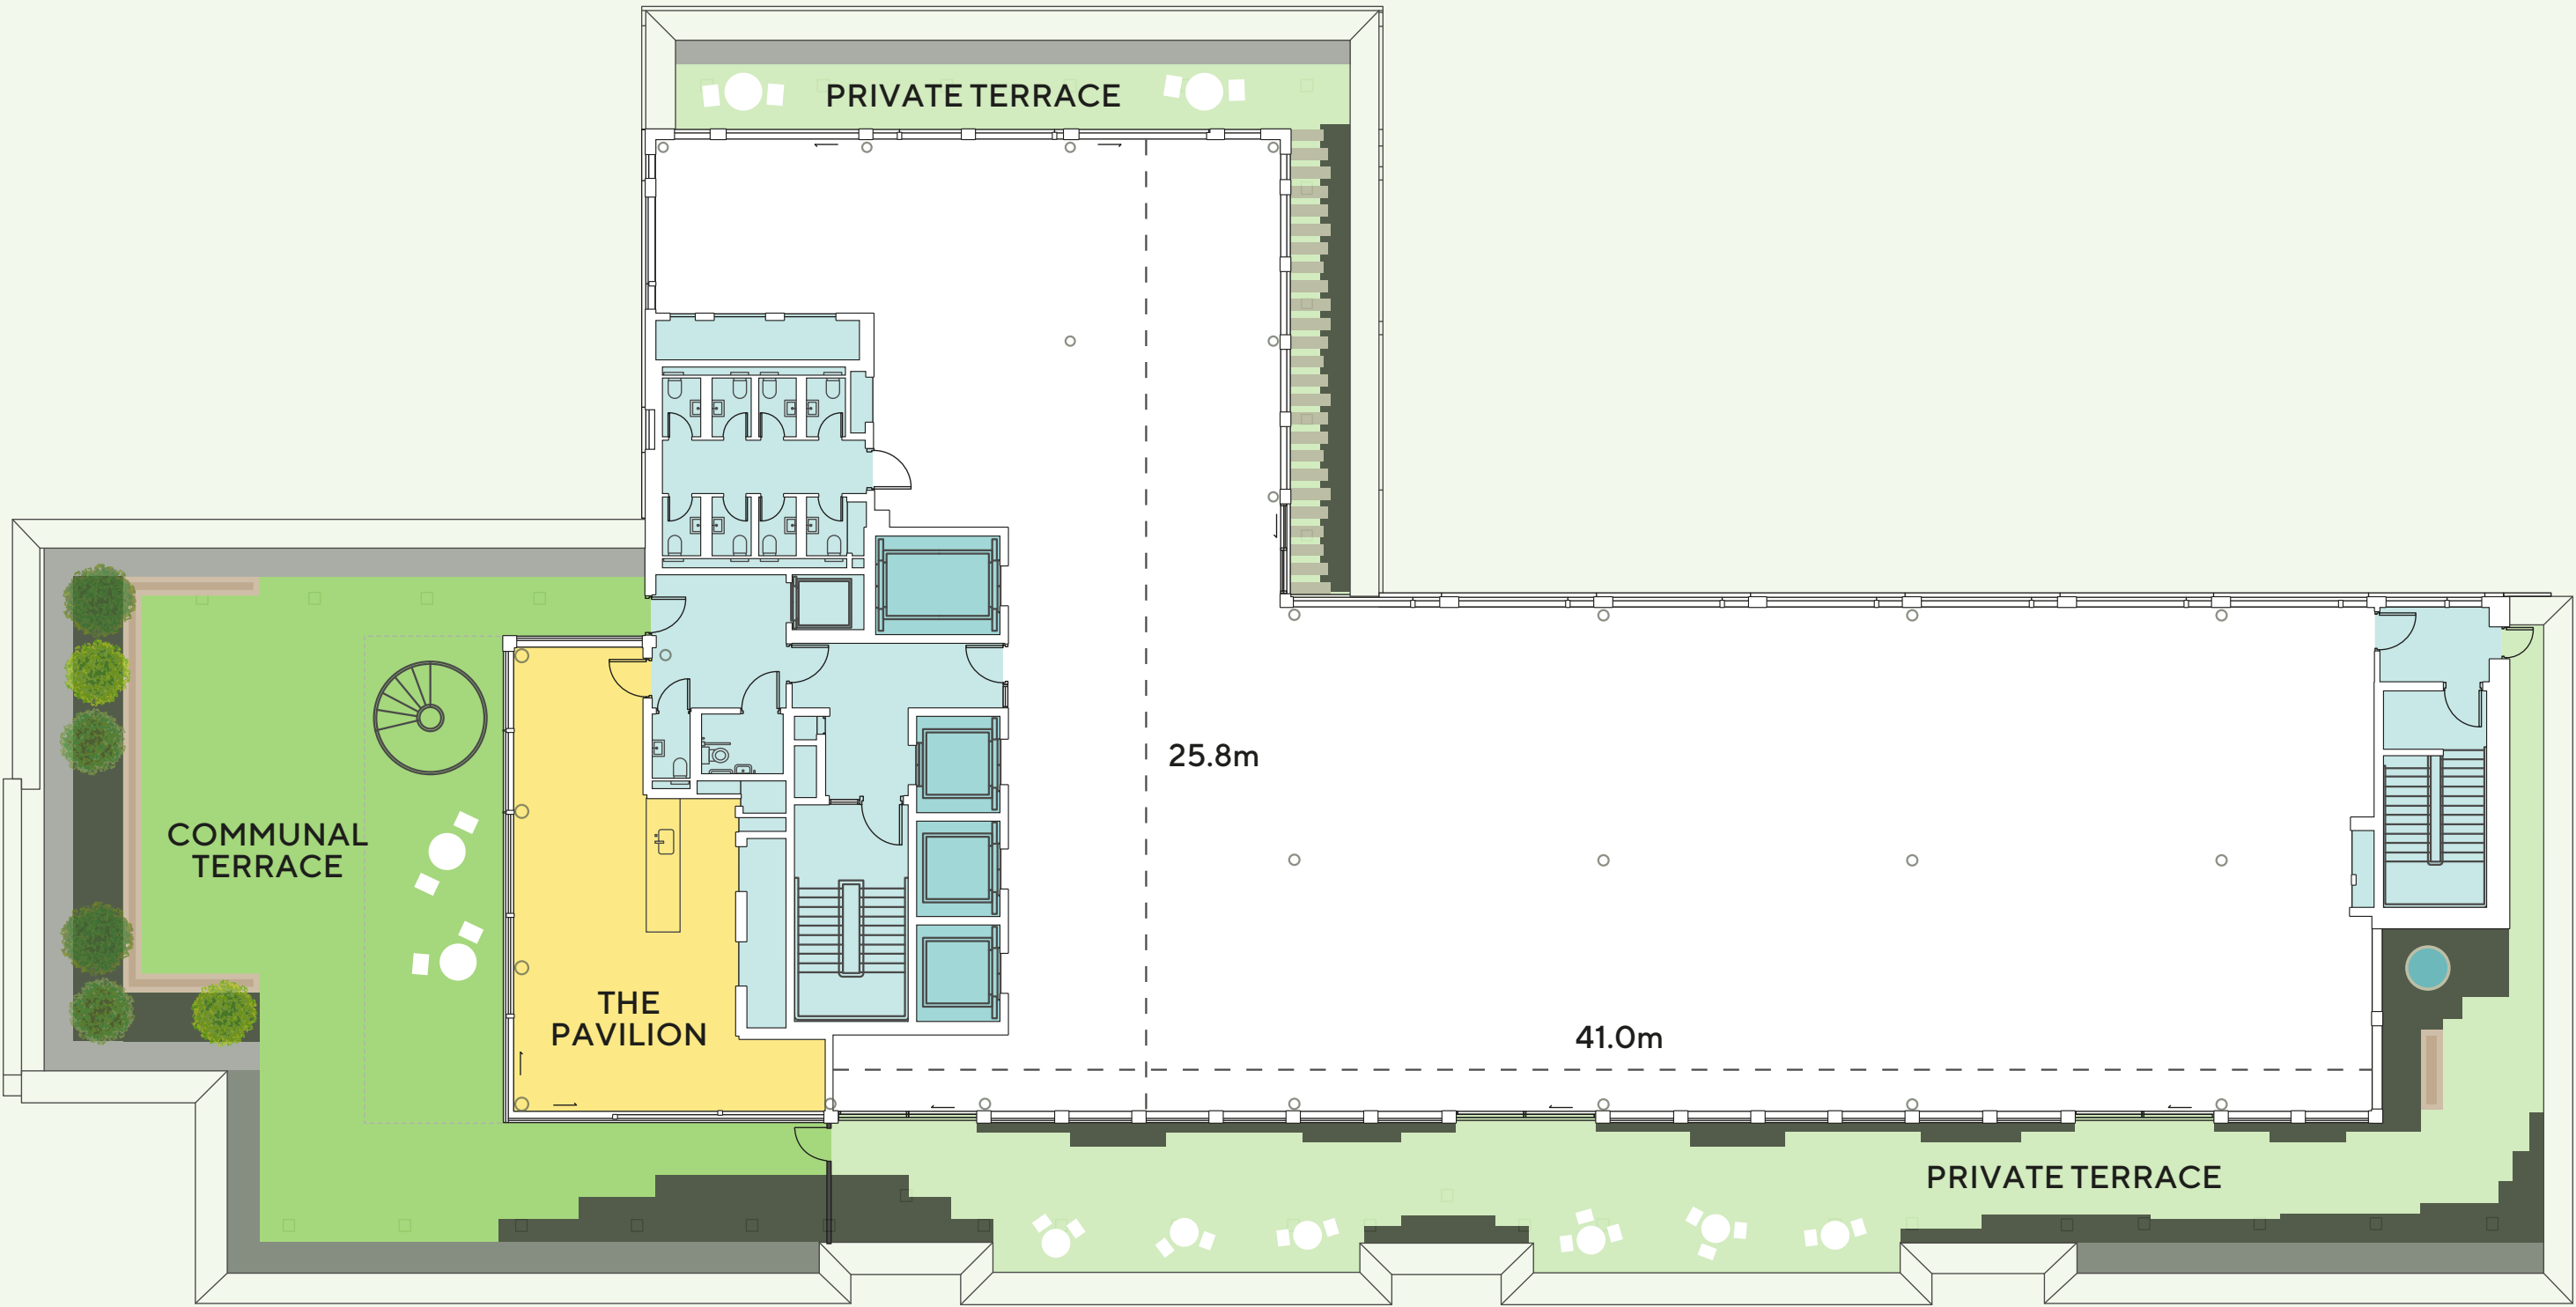 PRIVATE TERRACE
25.8m
COMMUNAL
TERRACE
THE
PAVILION
41.0m
PRIVATE TERRACE